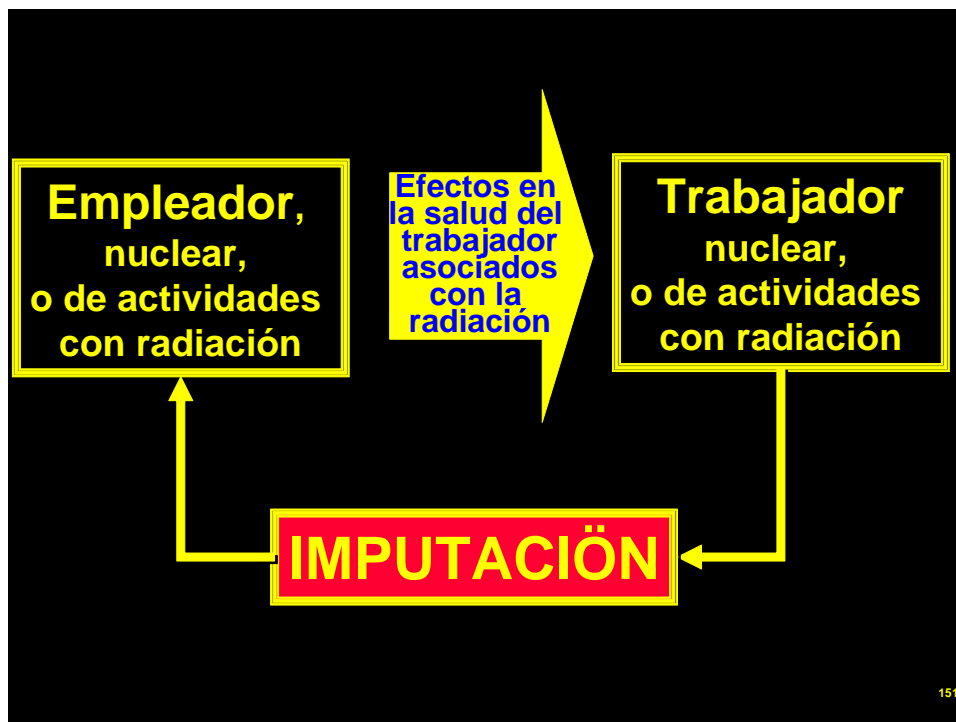 Empleador,
nuclear,
o de actividades
con radiación
Efectos en
la salud del
trabajador
asociados
con la
radiación
Trabajador
nuclear,
o de actividades
con radiación
IMPUTACIÖN
151